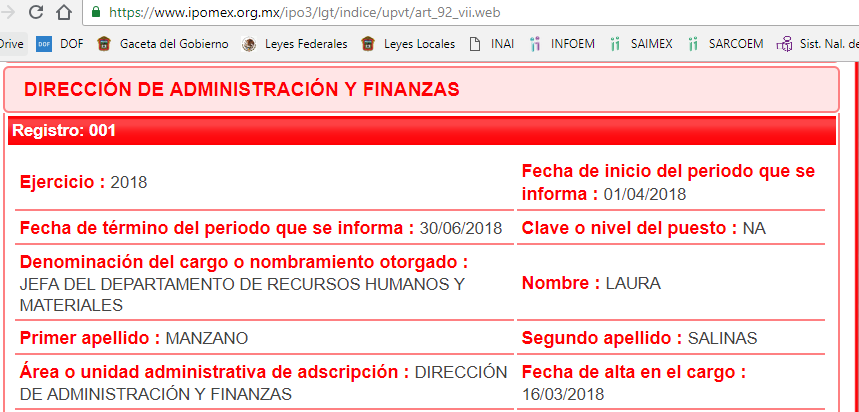 https://www.ipomex.org.mx/ipo3/lgt/indice/upvt/art_92_vii.web
Drive DOF DOF Gaceta del Gobierno Leyes Federales Leyes Locales INAI INFOEM SAIMEX SARCOEM Sist. Nal. de
DIRECCIÓN DE ADMINISTRACIÓN Y FINANZAS
Registro: 001
Ejercicio : 2018
Fecha de inicio del periodo que se
informa : 01/04/2018
Fecha de término del periodo que se informa : 30/06/2018
Clave o nivel del puesto : NA
Denominación del cargo o nombramiento otorgado :
JEFA DEL DEPARTAMENTO DE RECURSOS HUMANOS Y
MATERIALES
Nombre : LAURA
Primer apellido : MANZANO
Segundo apellido : SALINAS
Área o unidad administrativa de adscripción : DIRECCIÓN
DE ADMINISTRACIÓN Y FINANZAS
Fecha de alta en el cargo :
16/03/2018